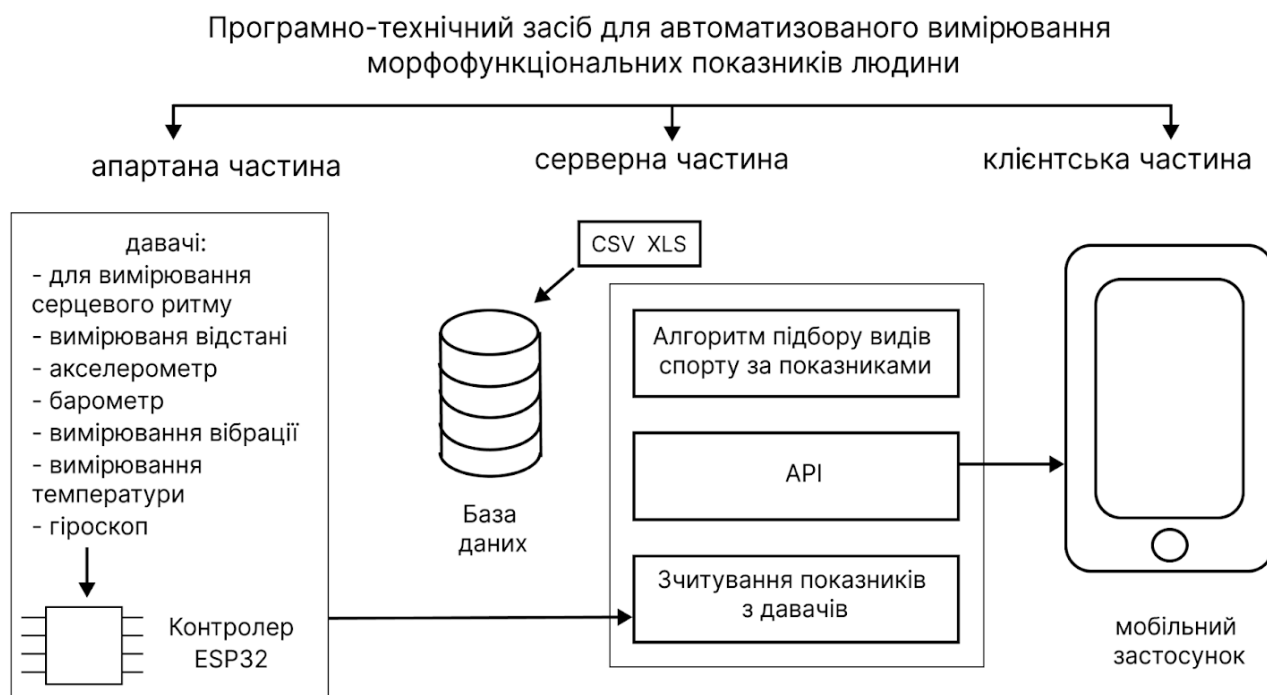 Програмно-технічний засіб для автоматизованого вимірювання
морфофункціональних показників людини
апартана частина
серверна частина
клієнтська частина
давачі:
- для вимірювання
серцевого ритму
- вимірюваня відстані
- акселерометр
- барометр
- вимірювання вібрації
- вимірювання
температури
- гіроскоп
Контролер
ESP32
CSV XLS
База
даних
Алгоритм підбору видів
спорту за показниками
API
Зчитування показників
з давачів
мобільний
застосунок